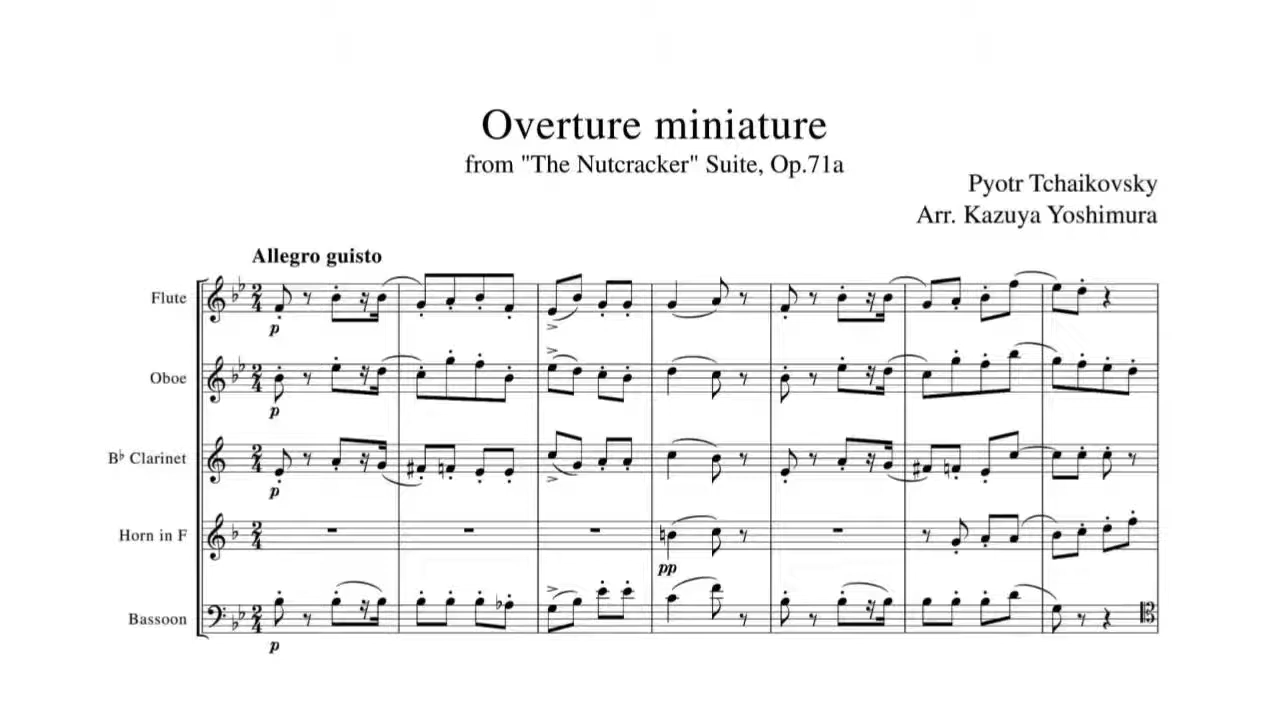 Overture miniature
from "The Nutcracker" Suite, Op.71a
Pyotr Tchaikovsky
Arr. Kazuya Yoshimura
Allegro guisto
Flute
p
Oboe
p
B♭ Clarinet
p
Horn in F
pp
Bassoon
p